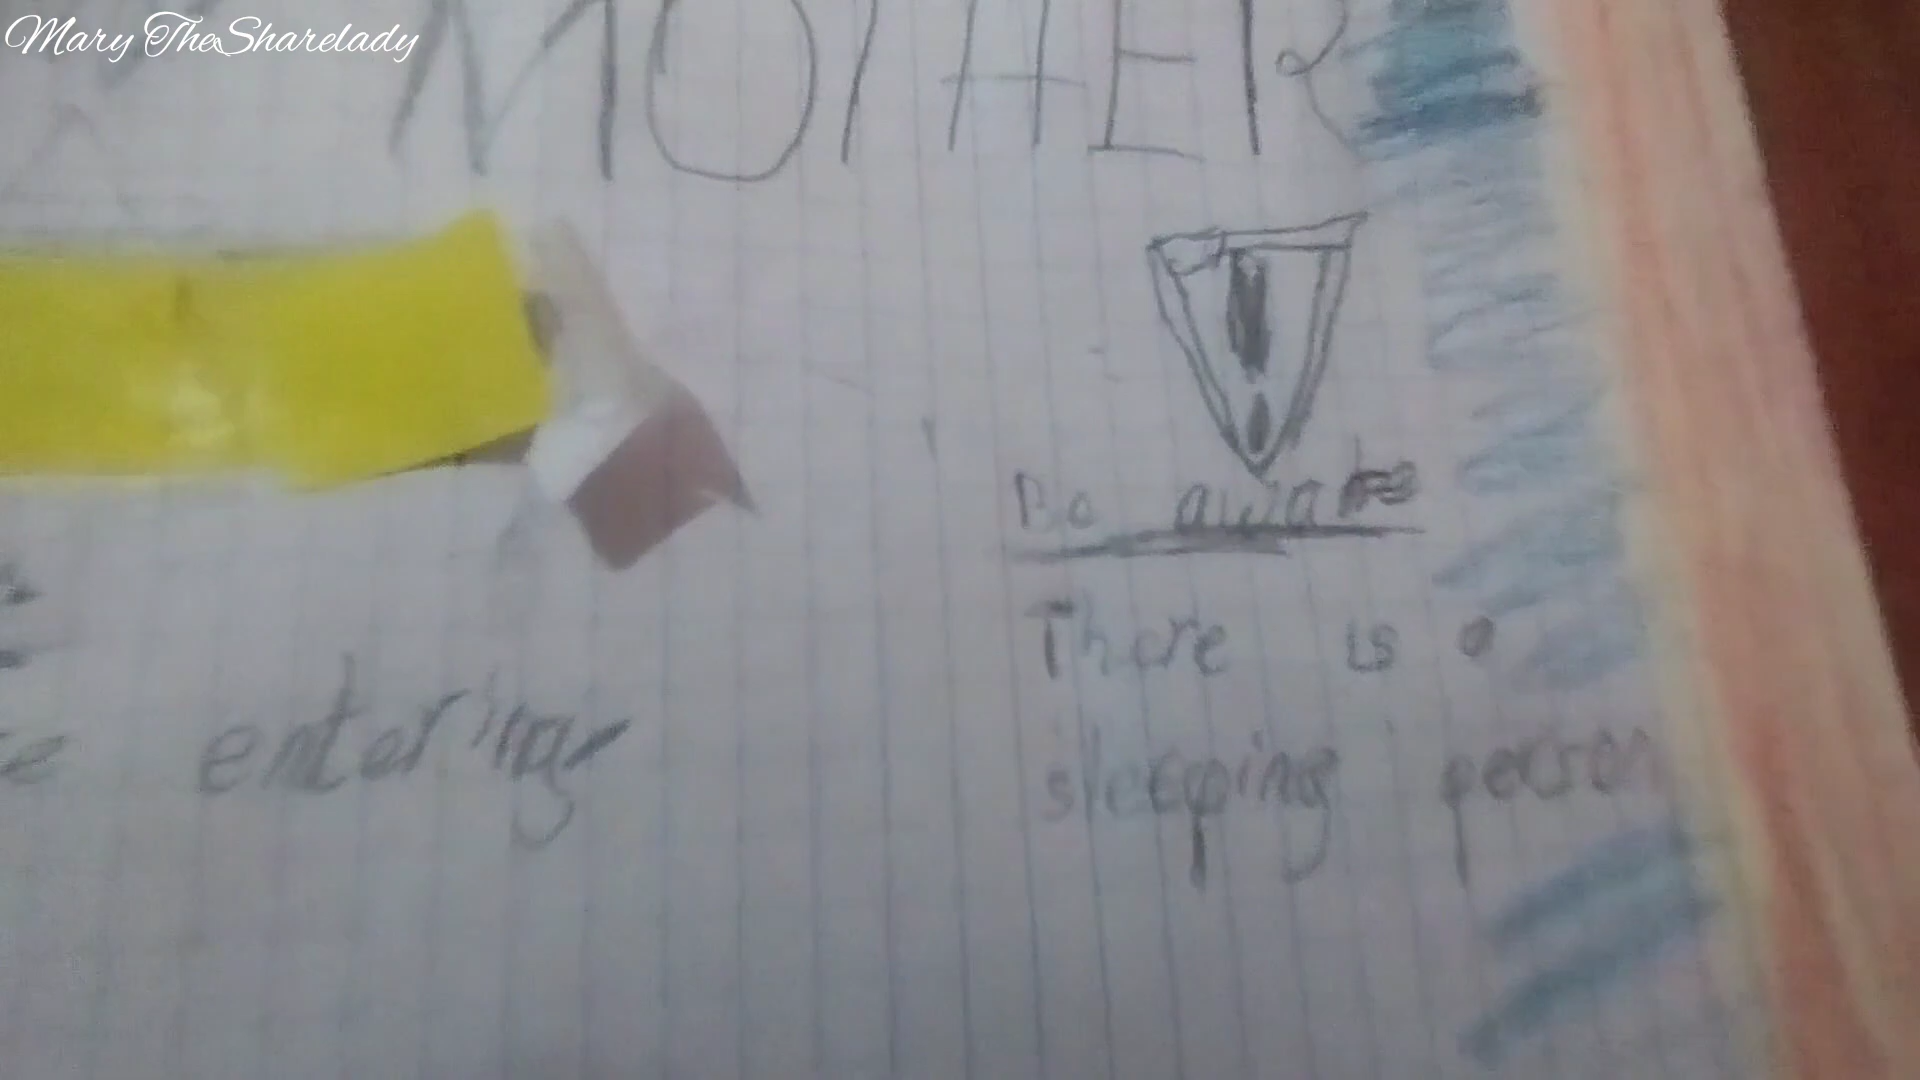 Mary TheSharelady
MOTHER
Be aware
There is a
entering
sleeping person